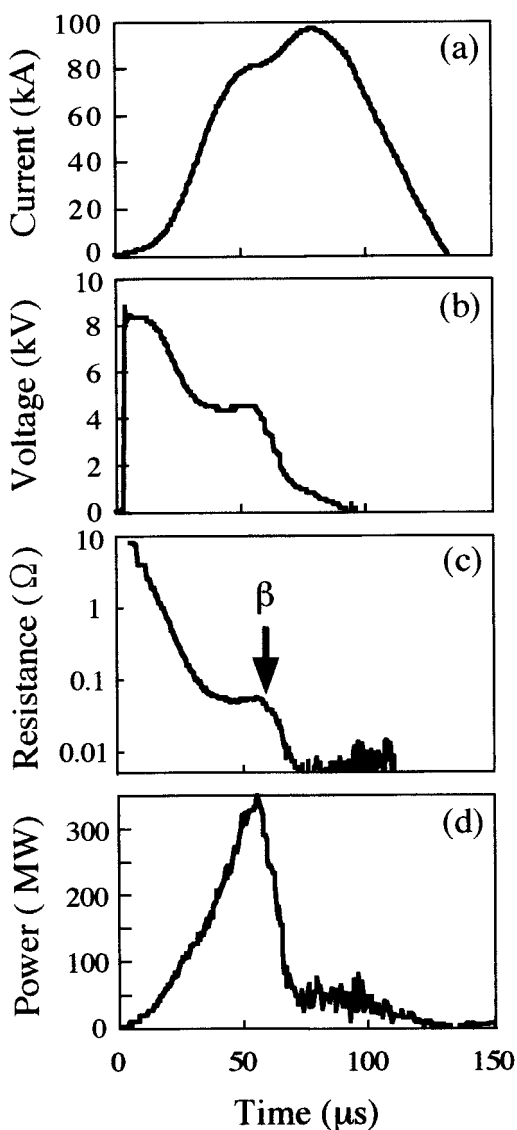 100
80
60
40
20
0
Current (kA)
(a)
10
8
6
4
2
0
Voltage (kV)
(b)
10
1
0.1
0.01
Resistance ( Ω)
β
(c)
300
200
100
0
Power ( MW)
(d)
0 50 100 150
Time (μs)